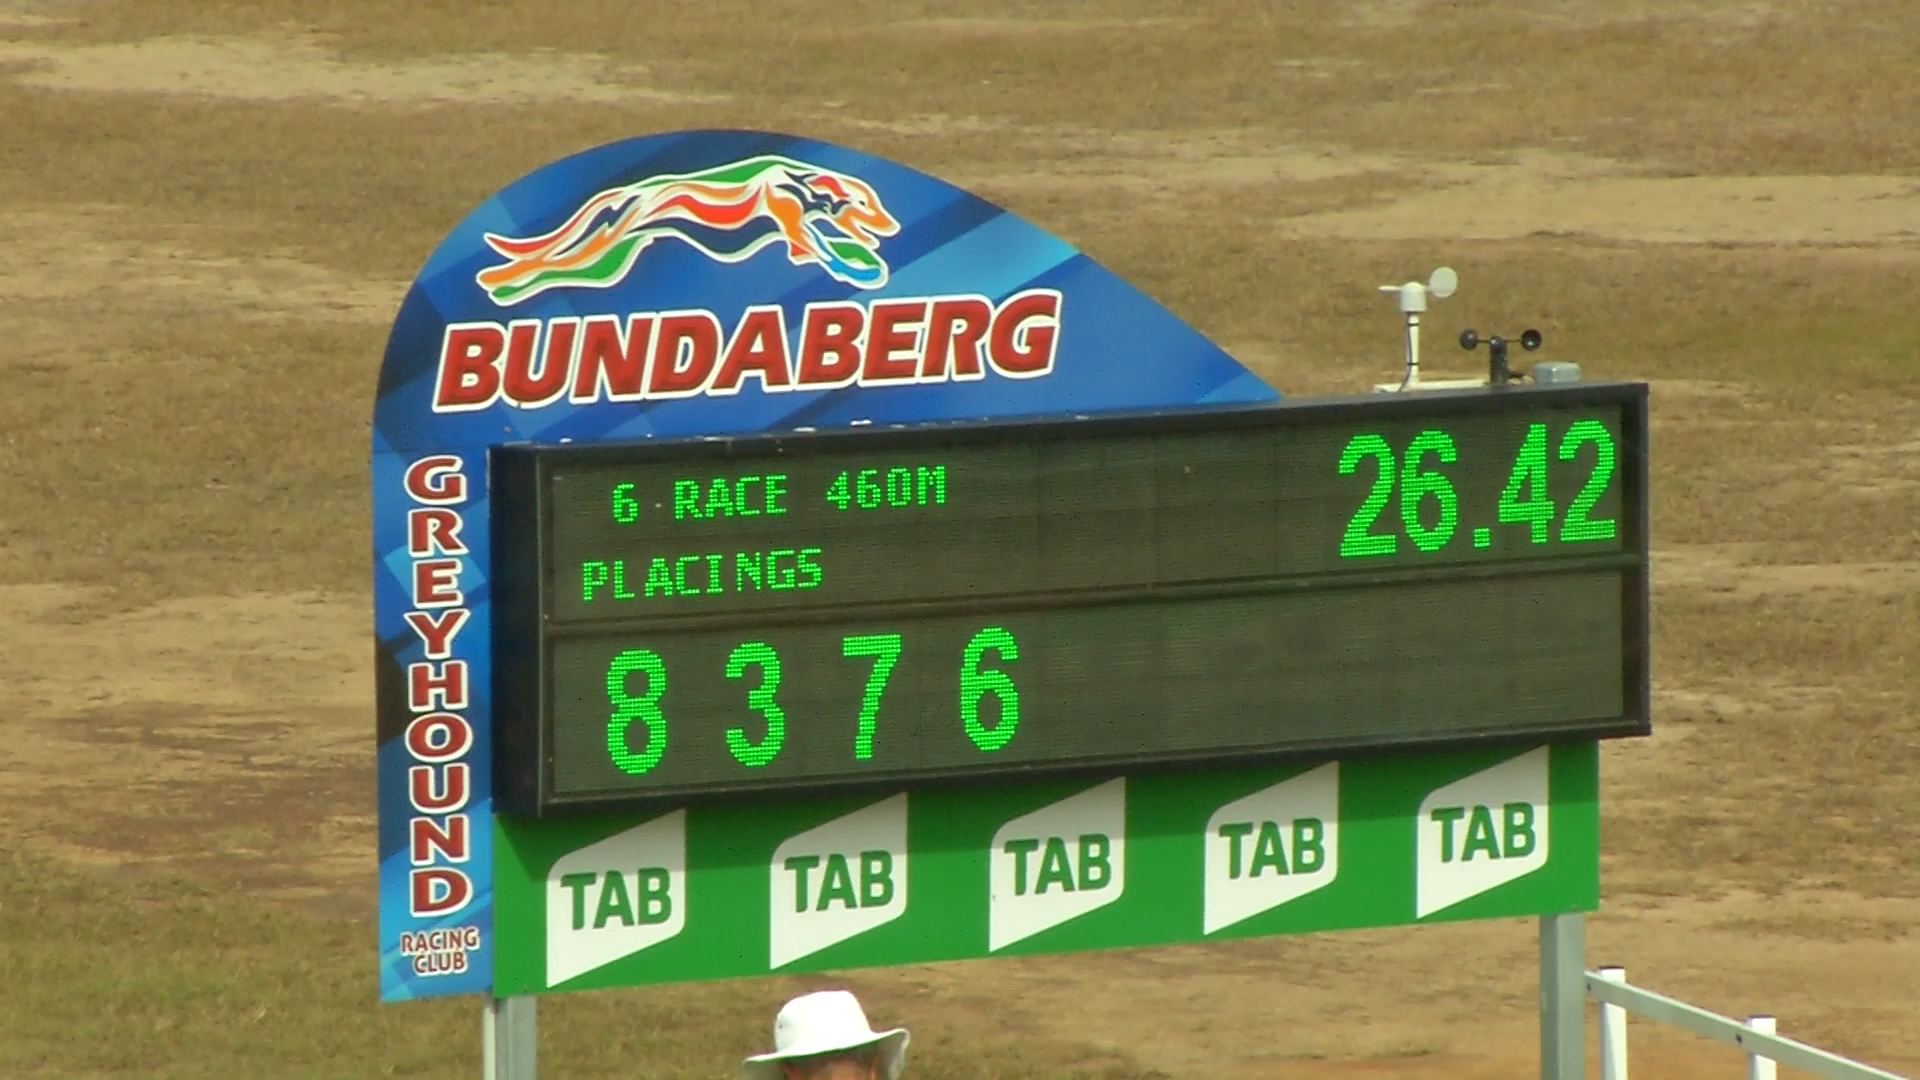 BUNDABERG
GREYHOUND
RACING
CLUB
6 RACE 460M
26.42
PLACINGS
8 3 7 6
TAB TAB TAB TAB TAB